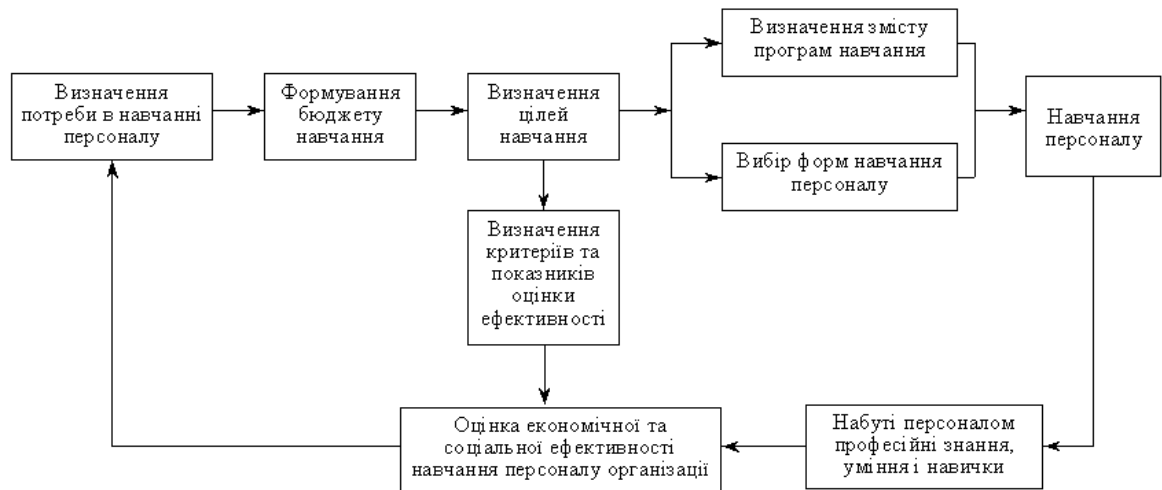 Визначення
потреби в навчанні
персоналу
Формування
бюджету
навчання
Визначення
цілей
навчання
Визначення змісту
програм навчання
Вибір форм навчання
персоналу
Навчання
персоналу
Визначення
критеріїв та
показників
оцінки
ефективності
Оцінка економічної та
соціальної ефективності
навчання персоналу організації
Набуті персоналом
професійні знання,
уміння і навички